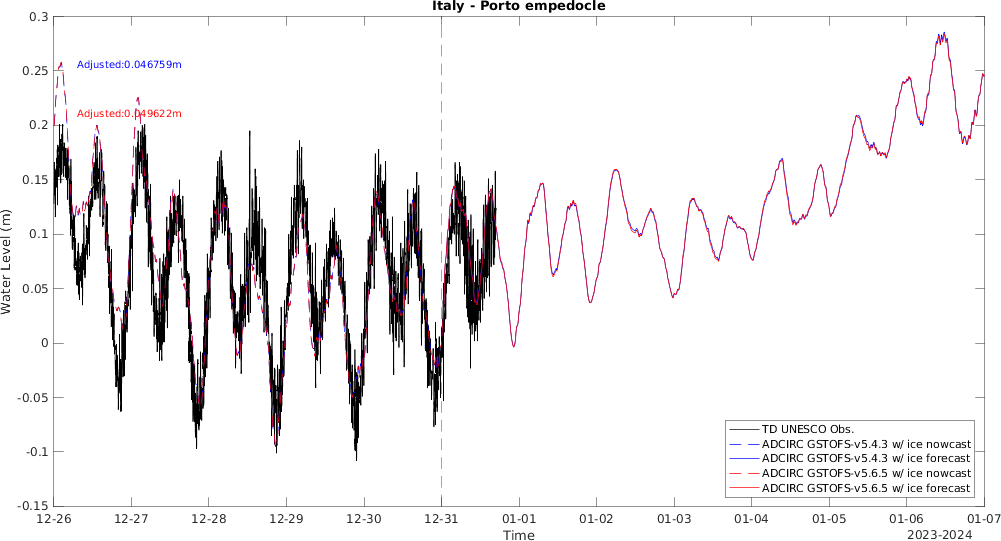 Italy - Porto empedocle
Water Level (m)
0.3
0.25
0.2
0.15
0.1
0.05
0
-0.05
-0.1
-0.15
Adjusted:0.046759m
Adjusted:0.049622m
TD UNESCO Obs.
ADCIRC GSTOFS-v5.4.3 w/ ice nowcast
ADCIRC GSTOFS-v5.4.3 w/ ice forecast
ADCIRC GSTOFS-v5.6.5 w/ ice nowcast
ADCIRC GSTOFS-v5.6.5 w/ ice forecast
12-26 12-27 12-28 12-29 12-30 12-31 01-01 01-02 01-03 01-04 01-05 01-06 01-07
Time
2023-2024